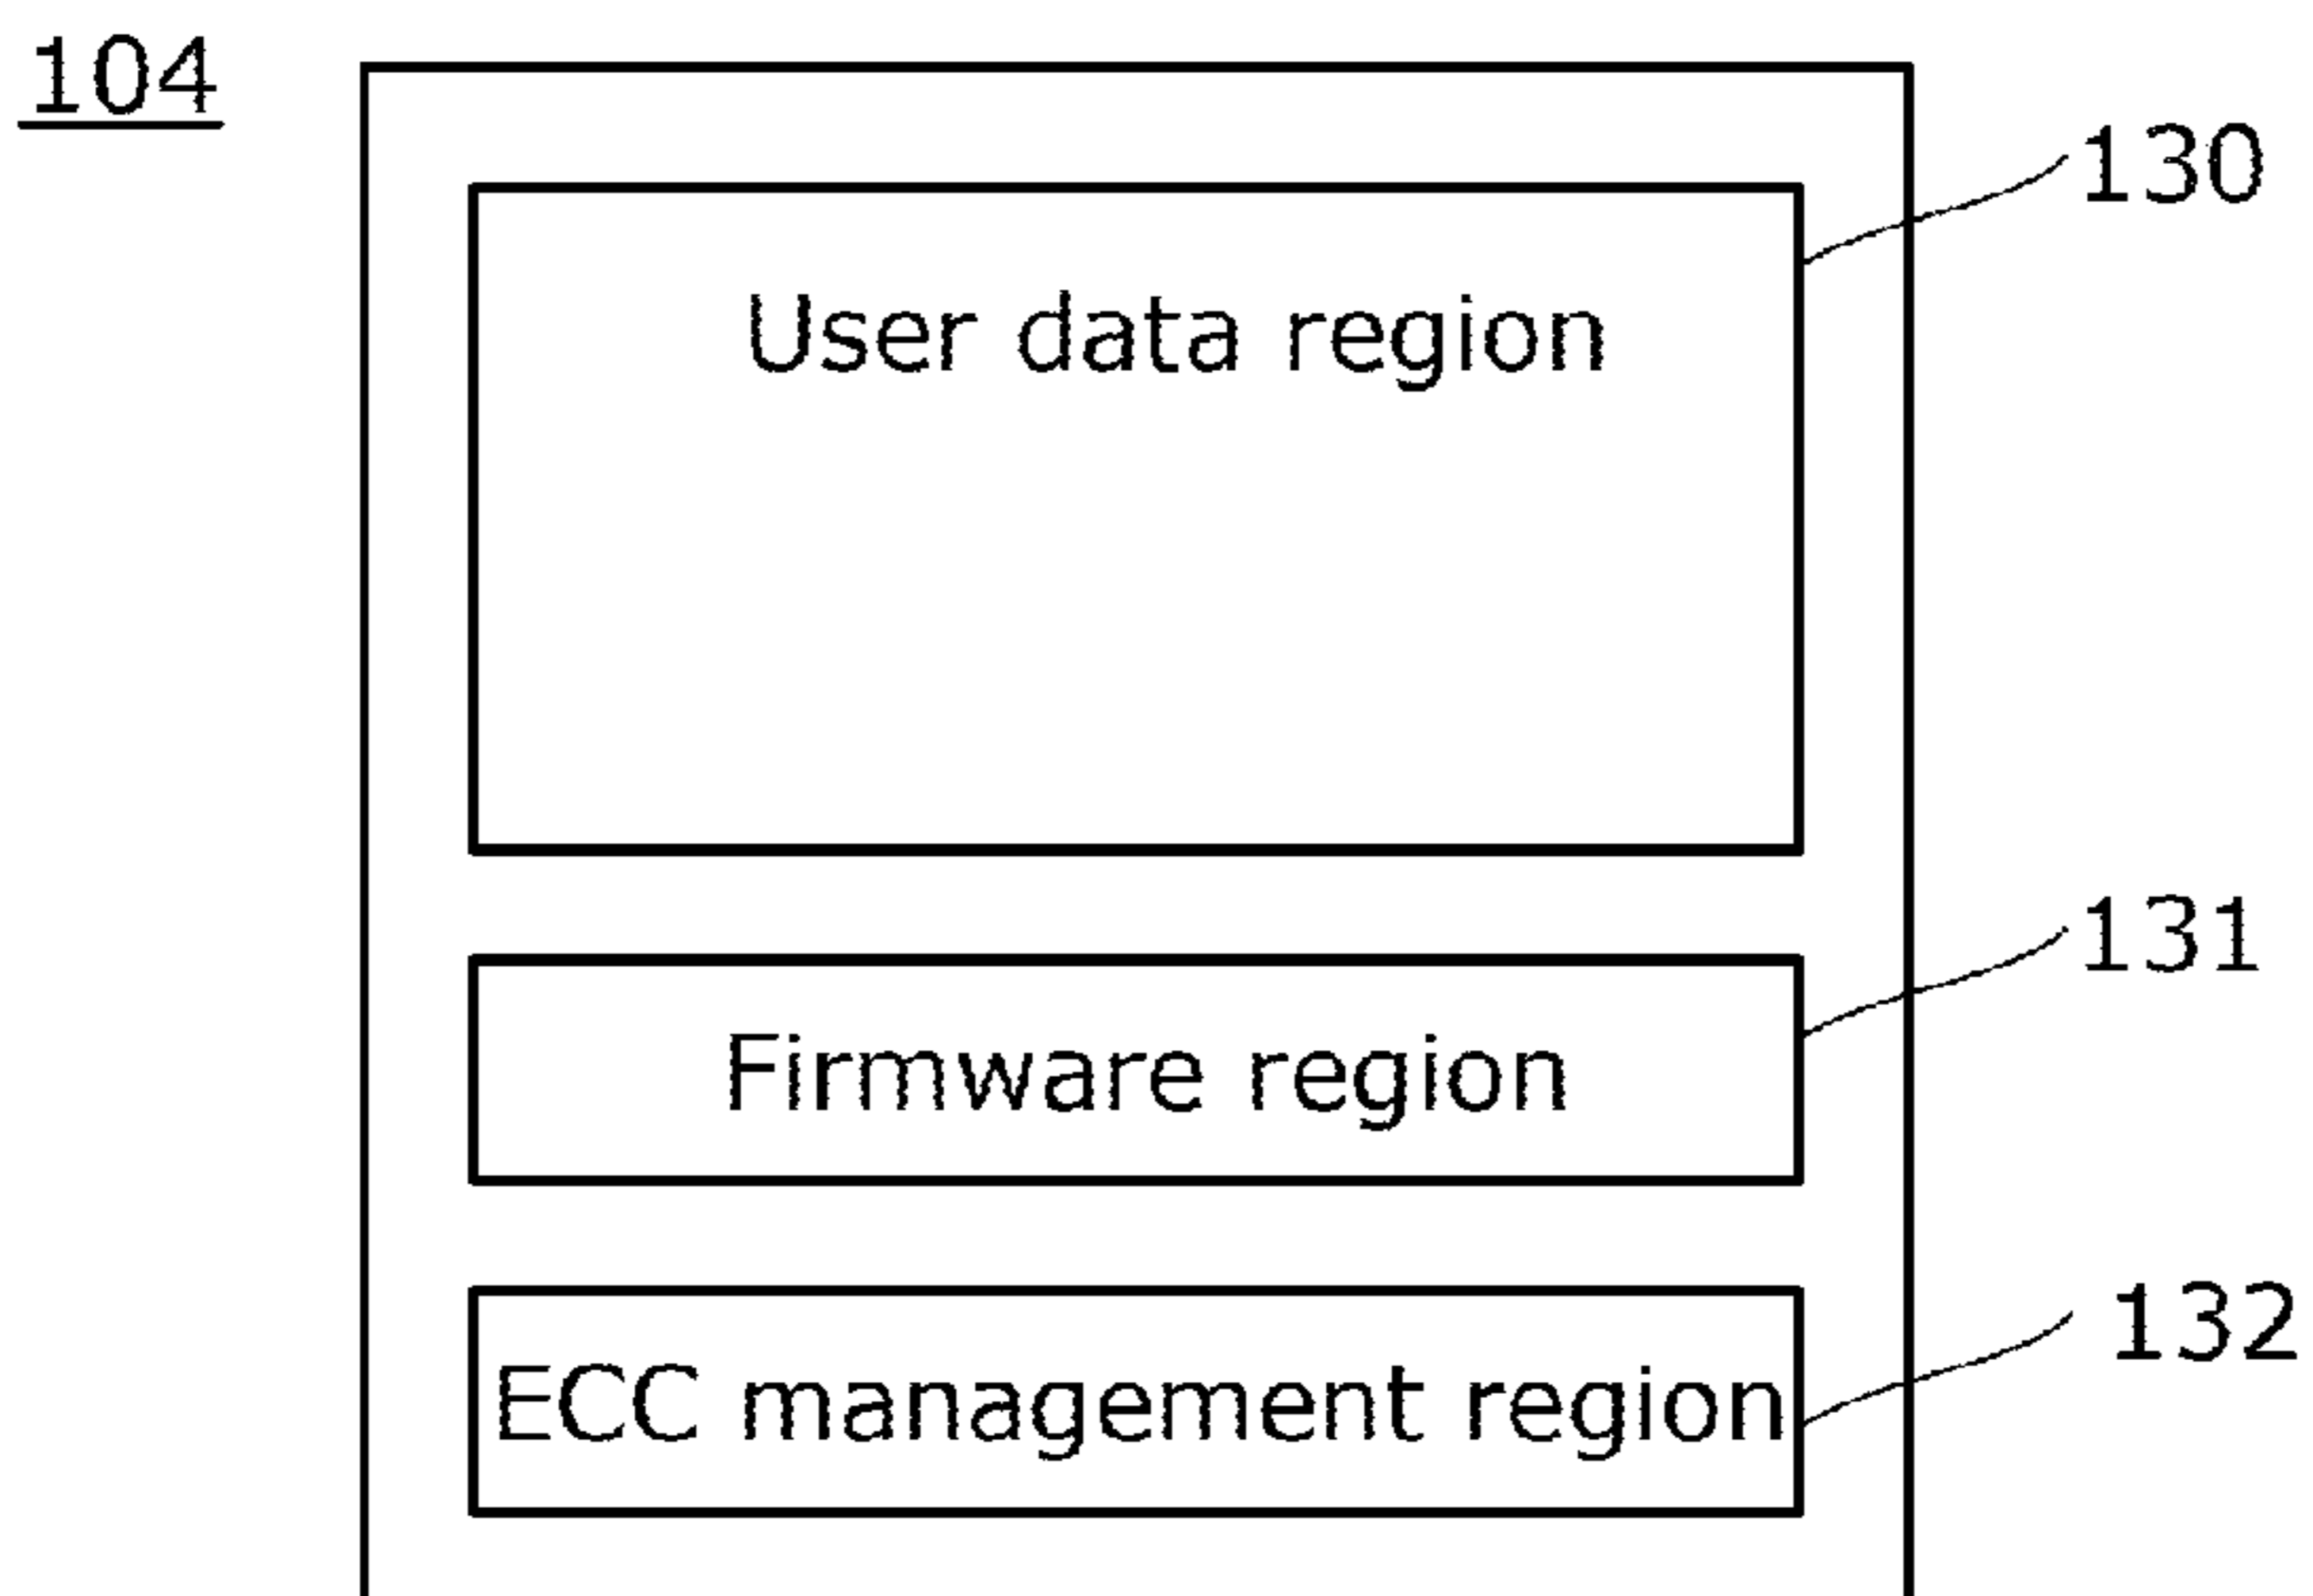 104
130
User data region
131
Firmware region
132
ECC management region